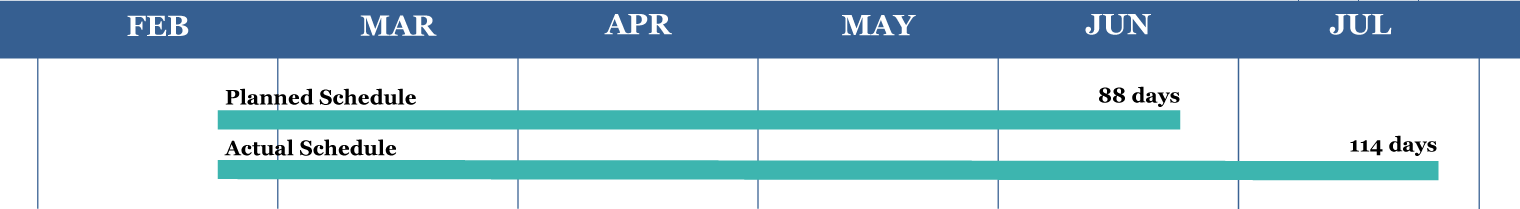 FEB MAR APR MAY JUN JUL
Planned Schedule 88 days
Actual Schedule 114 days